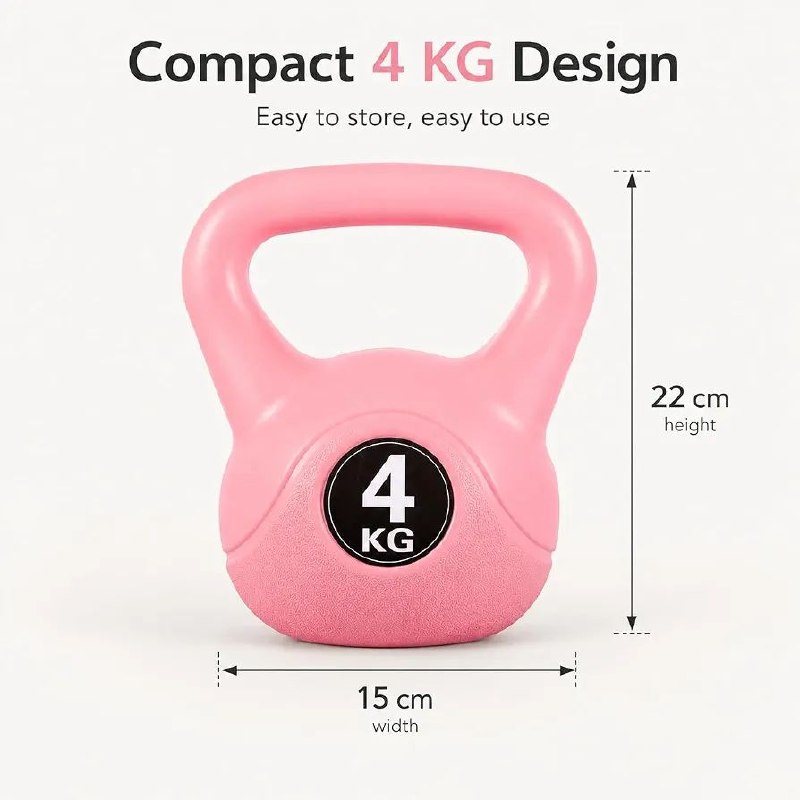 Compact 4 KG Design
Easy to store, easy to use
22 cm
height
4
KG
15 cm
width